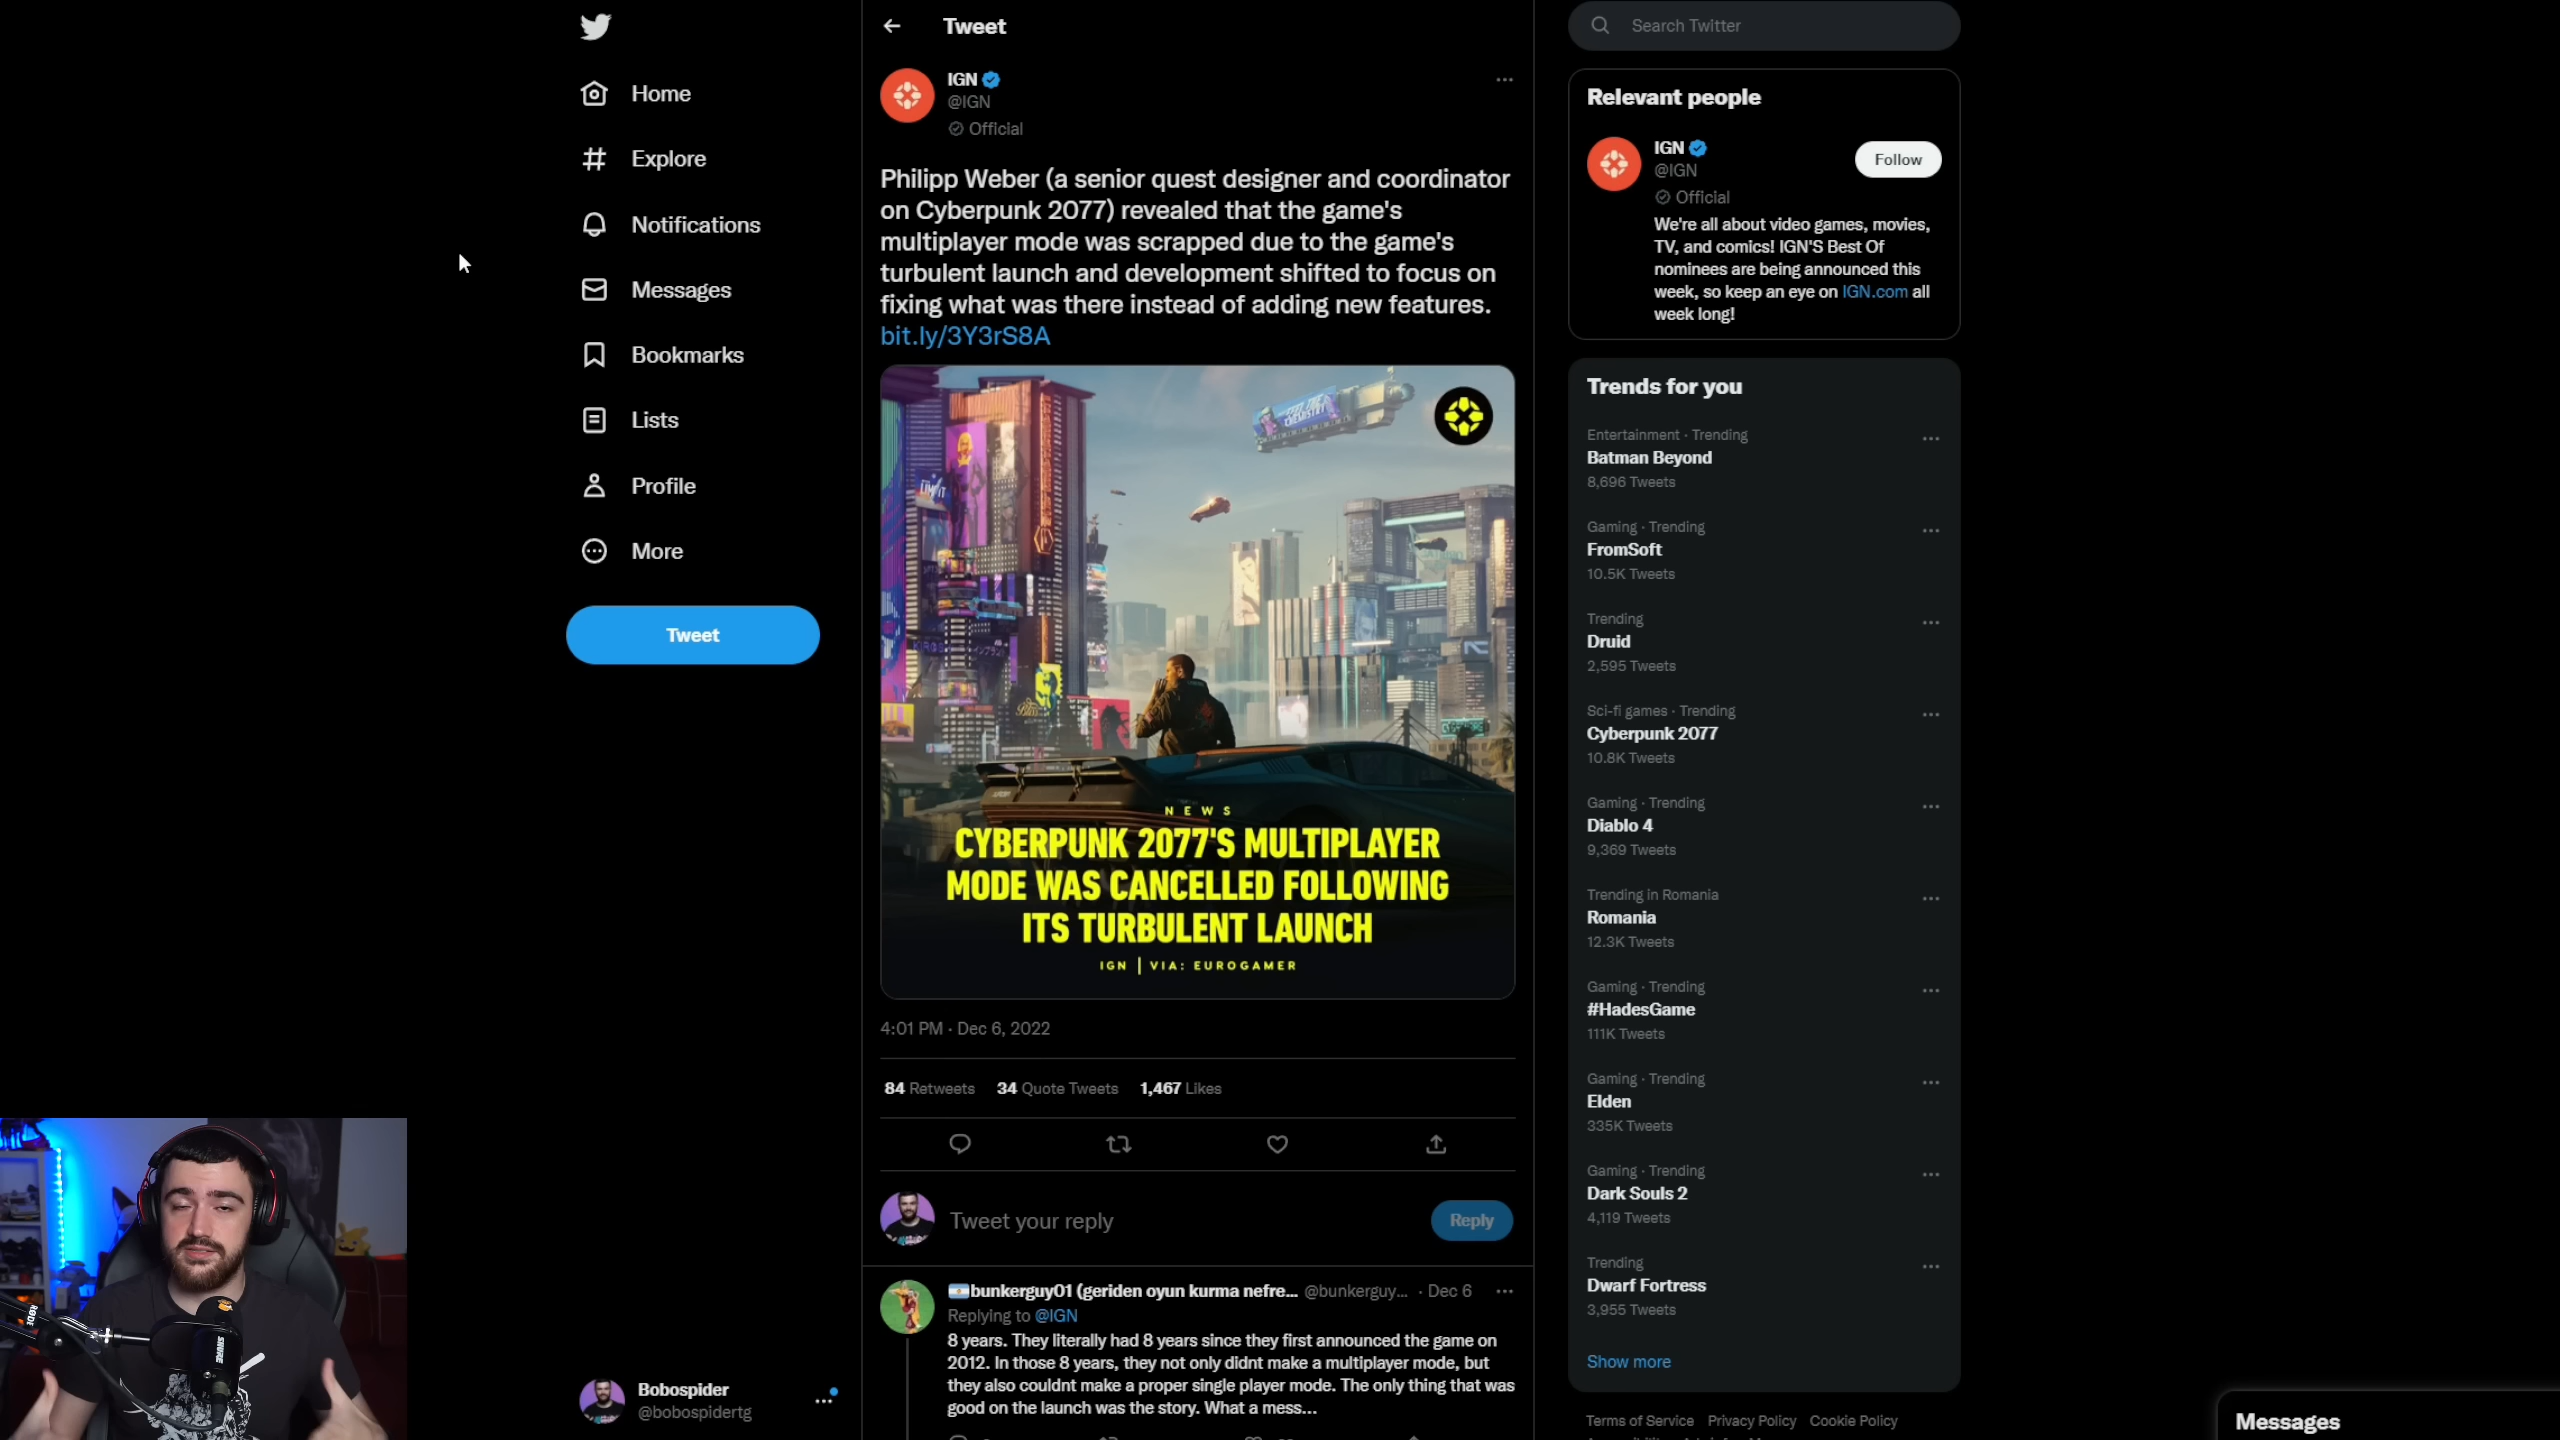 Home
Explore
Notifications
Messages
Bookmarks
Lists
Profile
More
Tweet
Bobospider
@bobospidertg
Tweet
IGN
@IGN
Official
Philipp Weber (a senior quest designer and coordinator
on Cyberpunk 2077) revealed that the game's
multiplayer mode was scrapped due to the game's
turbulent launch and development shifted to focus on
fixing what was there instead of adding new features.
bit.ly/3Y3rS8A
NEWS
CYBERPUNK 2077'S MULTIPLAYER
MODE WAS CANCELLED FOLLOWING
ITS TURBULENT LAUNCH
IGN | VIA: EUROGAMER
4:01 PM · Dec 6, 2022
84 Retweets 34 Quote Tweets 1,467 Likes
Tweet your reply
Reply
bunkerguy01 (geriden oyun kurma nefre... @bunkerguy... · Dec 6
Replying to @IGN
8 years. They literally had 8 years since they first announced the game on
2012. In those 8 years, they not only didnt make a multiplayer mode, but
they also couldnt make a proper single player mode. The only thing that was
good on the launch was the story. What a mess...
Search Twitter
Relevant people
IGN
@IGN
Official
Follow
We're all about video games, movies,
TV, and comics! IGN'S Best Of
nominees are being announced this
week, so keep an eye on IGN.com all
week long!
Trends for you
Entertainment · Trending
Batman Beyond
8,696 Tweets
Gaming · Trending
FromSoft
10.5K Tweets
Trending
Druid
2,595 Tweets
Sci-fi games · Trending
Cyberpunk 2077
10.8K Tweets
Gaming · Trending
Diablo 4
9,369 Tweets
Trending in Romania
Romania
12.3K Tweets
Gaming · Trending
#HadesGame
111K Tweets
Gaming · Trending
Elden
335K Tweets
Gaming · Trending
Dark Souls 2
4,119 Tweets
Trending
Dwarf Fortress
3,955 Tweets
Show more
Terms of Service Privacy Policy Cookie Policy
Messages
RØDE
SHURE